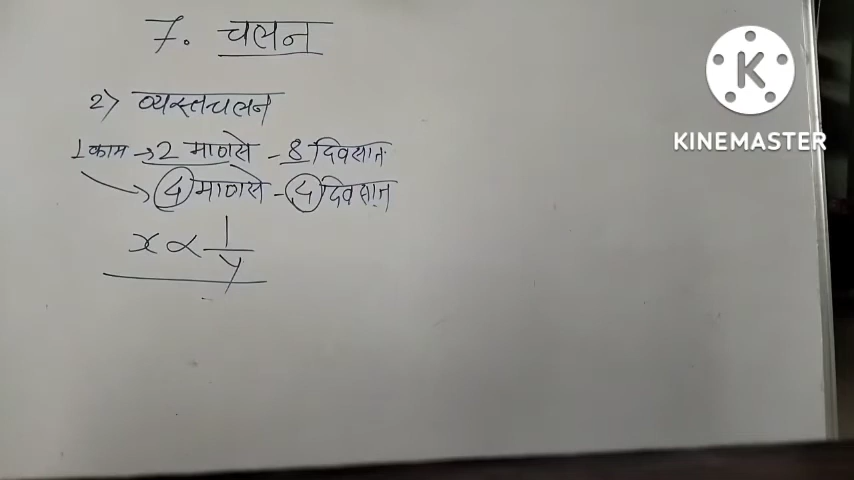 7. चलन
2) व्यस्तचलन
1 काम → 2 माणसे - 8 दिवसात
4 माणसे - 4 दिवसात
x ∝ 1/y
K
KINEMASTER